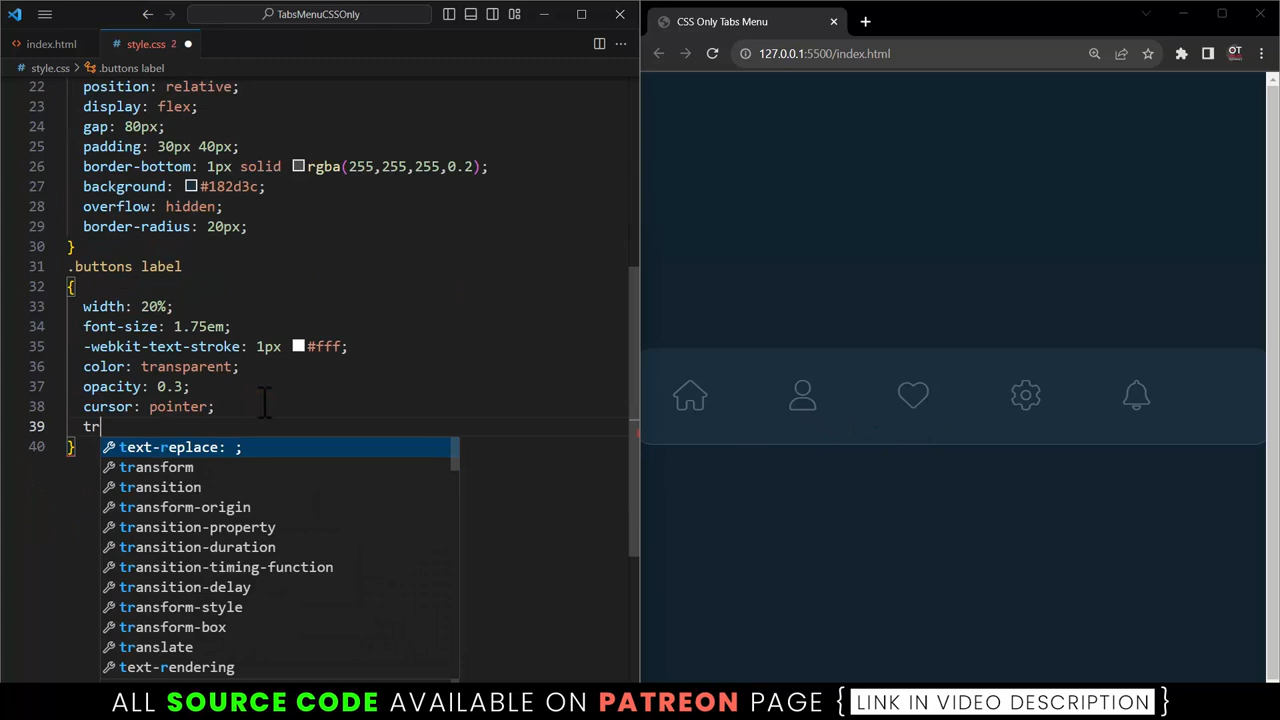 TabsMenuCSSOnly
index.html
style.css 2
style.css > .buttons label
22 position: relative;
23 display: flex;
24 gap: 80px;
25 padding: 30px 40px;
26 border-bottom: 1px solid rgba(255,255,255,0.2);
27 background: #182d3c;
28 overflow: hidden;
29 border-radius: 20px;
30 }
31 .buttons label
32 {
33 width: 20%;
34 font-size: 1.75em;
35 -webkit-text-stroke: 1px #fff;
36 color: transparent;
37 opacity: 0.3;
38 cursor: pointer;
39 tr
40 }
text-replace: ;
transform
transition
transform-origin
transition-property
transition-duration
transition-timing-function
transition-delay
transform-style
transform-box
translate
text-rendering
CSS Only Tabs Menu
127.0.0.1:5500/index.html
OT
ALL SOURCE CODE AVAILABLE ON PATREON PAGE { LINK IN VIDEO DESCRIPTION }